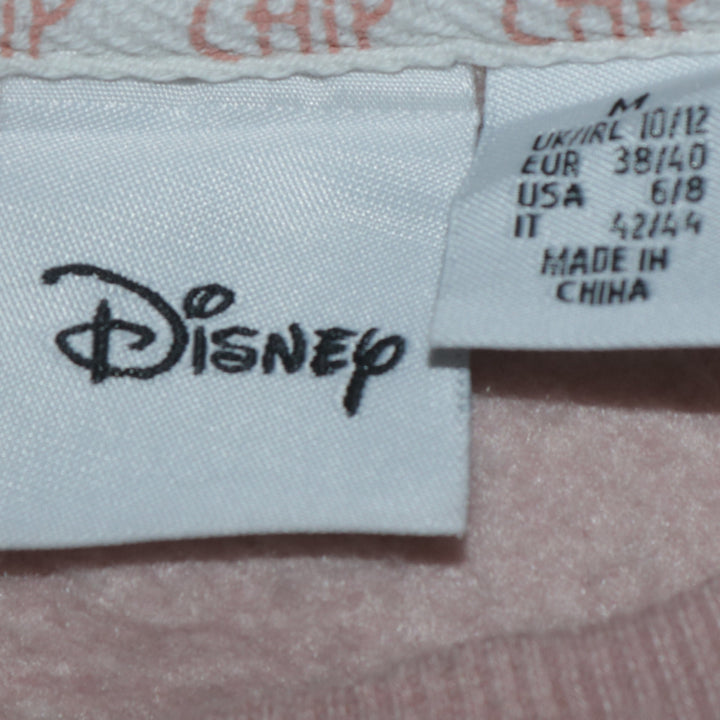 CHIP
CHIP
DISNEY
M
UK/IRL 10/12
EUR 38/40
USA 6/8
IT 42/44
MADE IN
CHINA